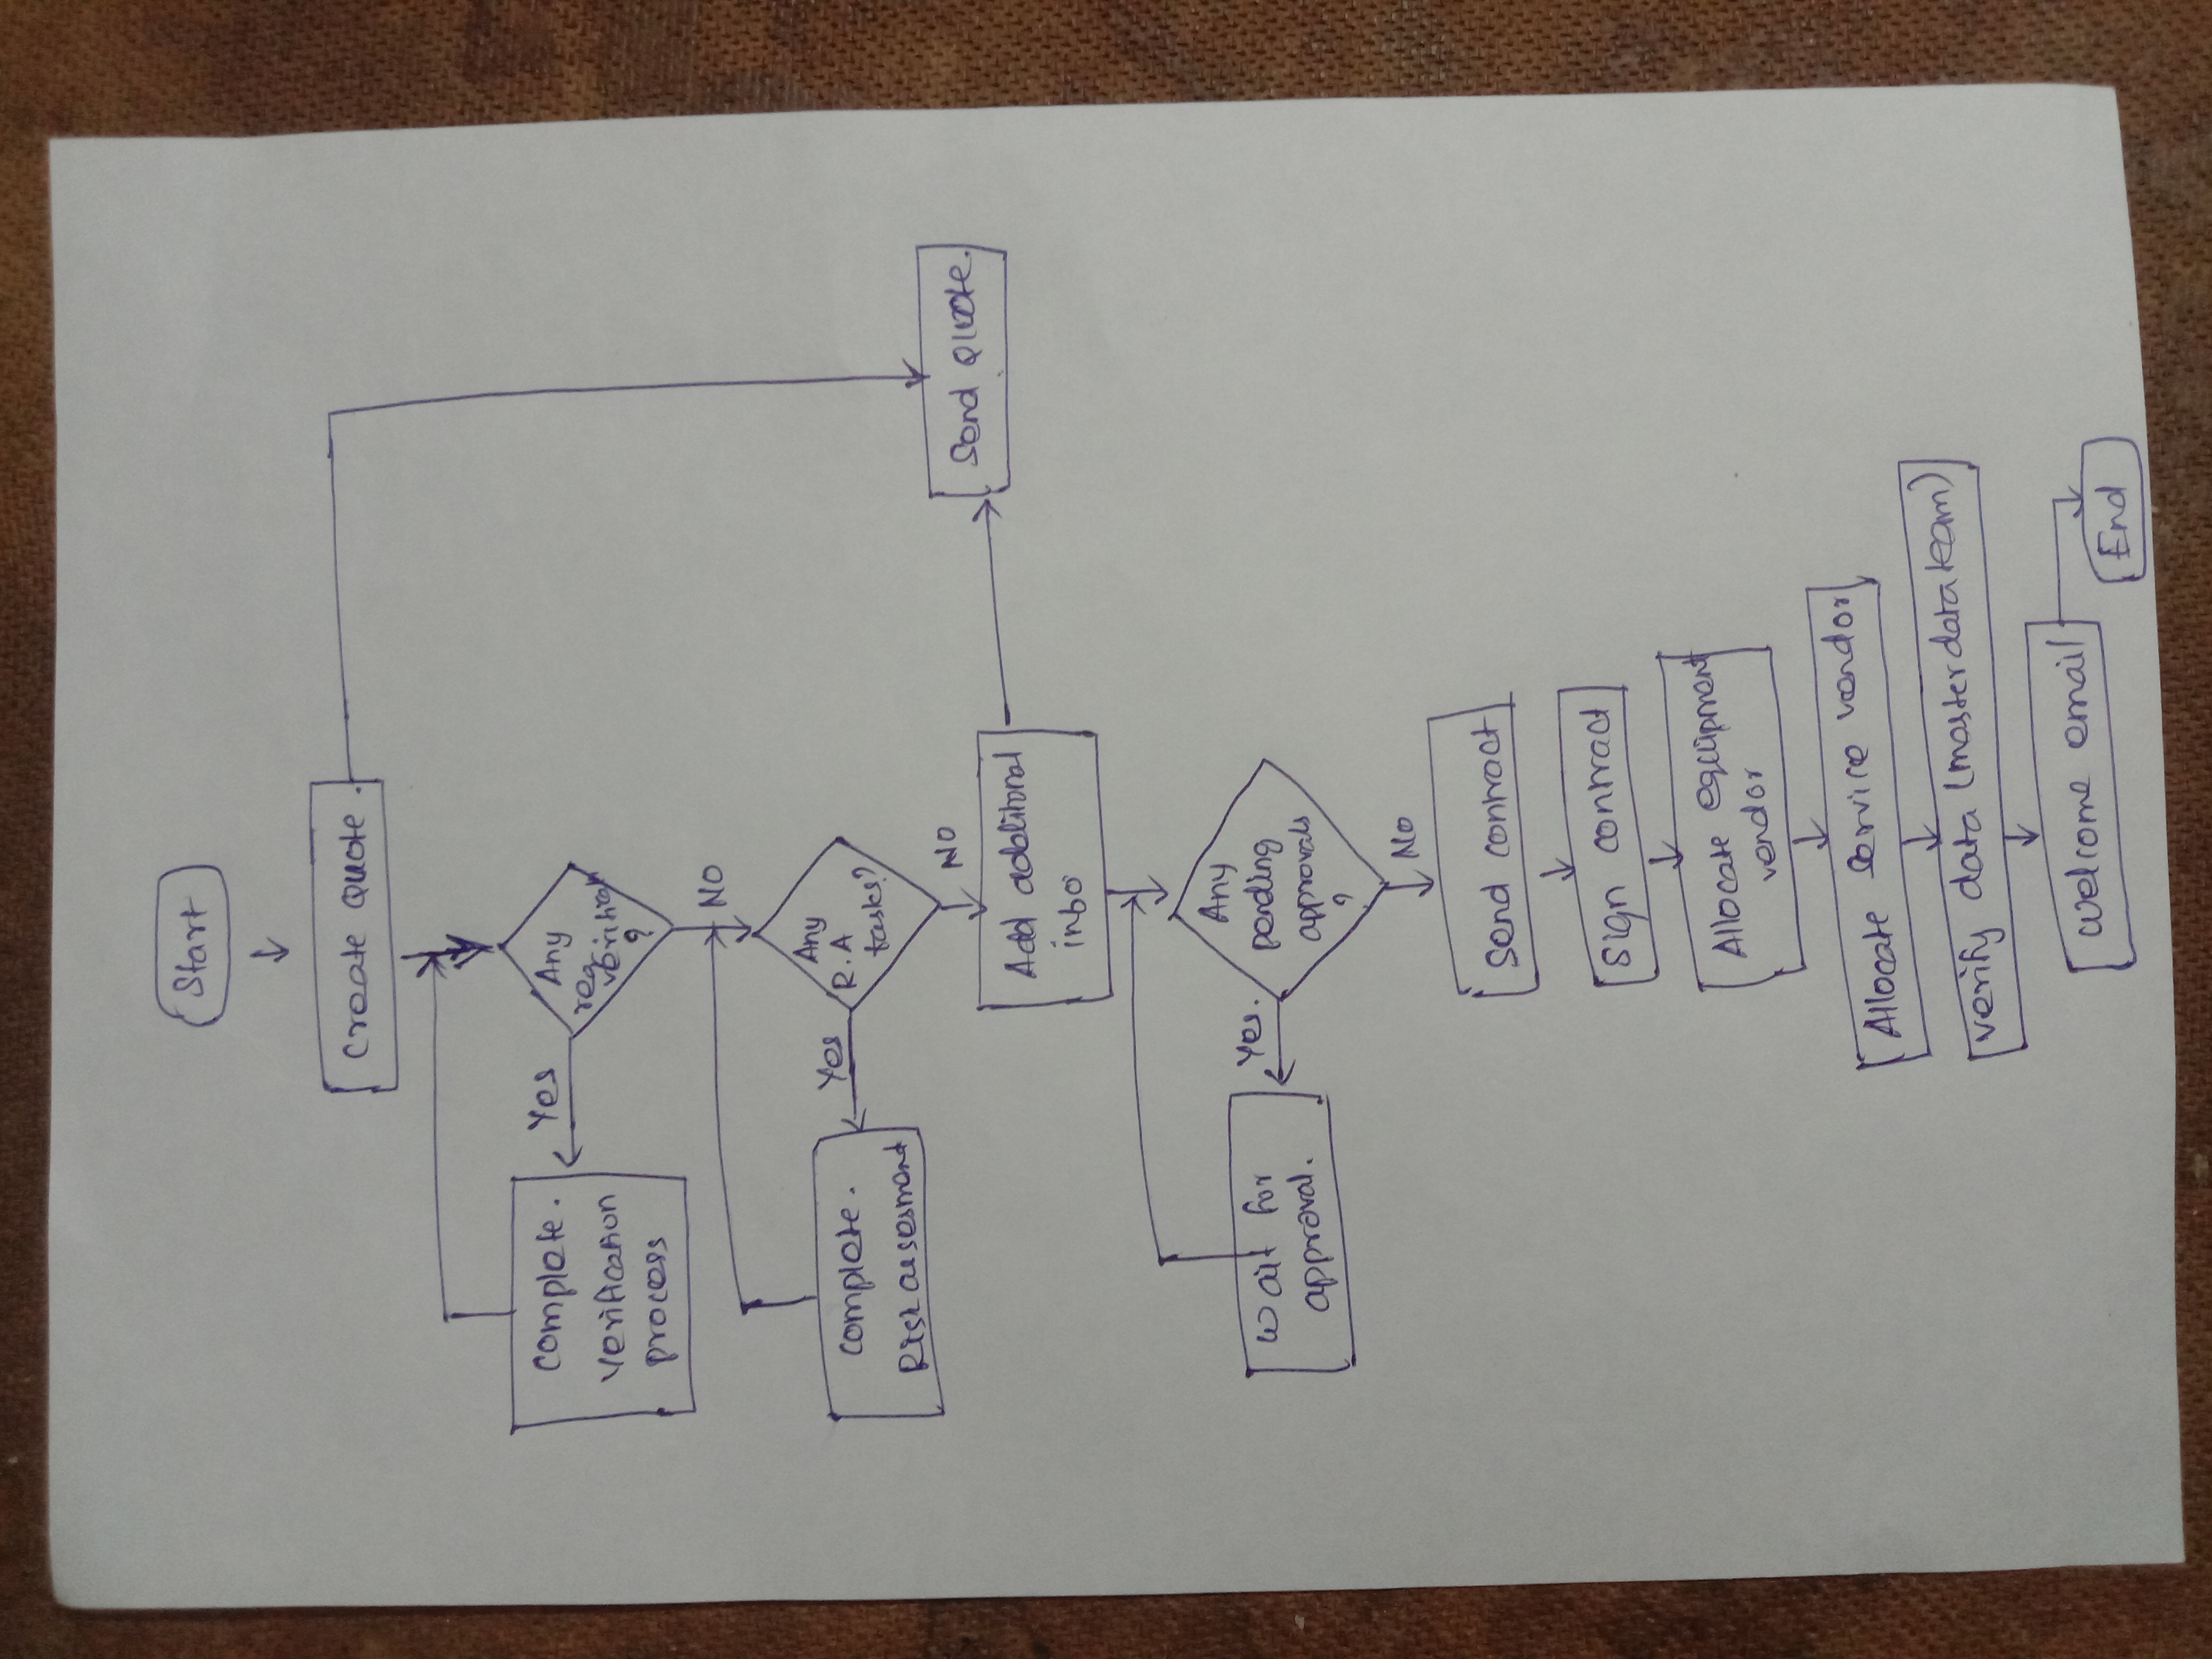 Start
Create Quote.
Any
req
verification
?
Yes
NO
Complete.
Verification
process
Any
R.A
tasks?
Yes
NO
Complete.
Risk assesment
Add additional
info
Send Quote.
Any
pending
approvals
?
Yes.
NO
Wait for
approval.
Send contract
Sign contract
Allocate equipment
vendor
Allocate Service vendor
verify data (master data team)
welcome email
End